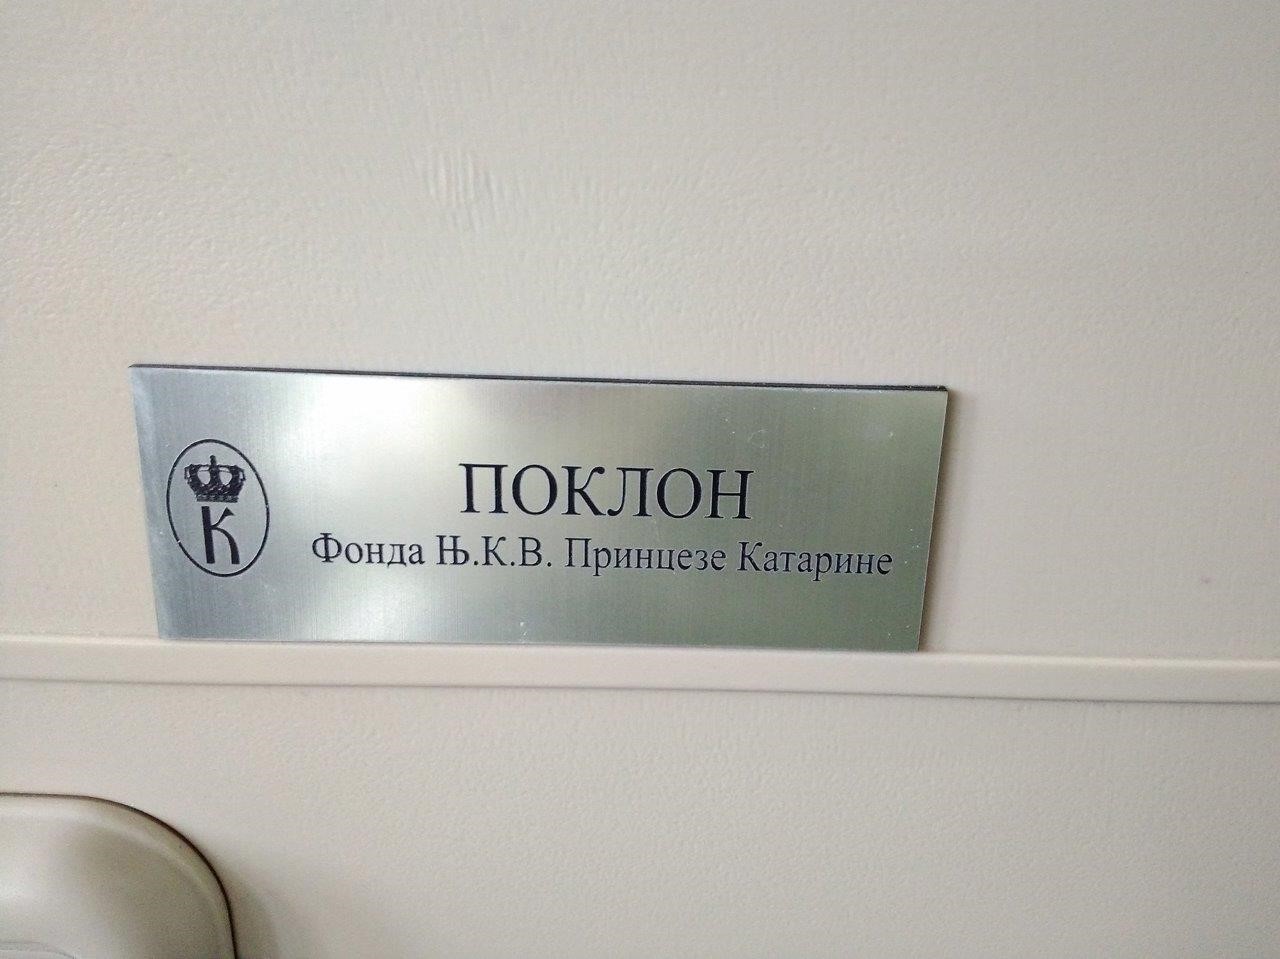 К
ПОКЛОН
Фонда Њ.К.В. Принцезе Катарине